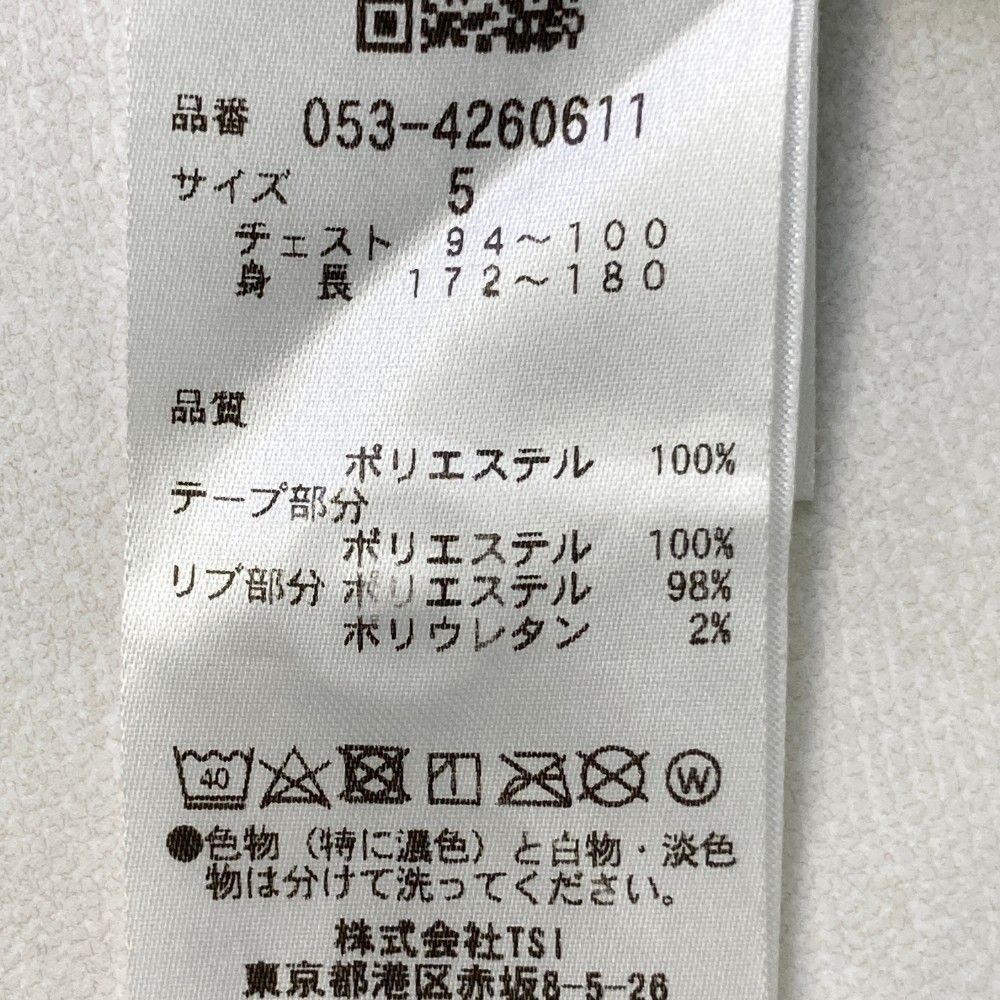 品番 053-4260611
サイズ 5
チェスト 94〜100
身長 172〜180
品質
ポリエステル 100%
テープ部分
ポリエステル 100%
リブ部分 ポリエステル 98%
ポリウレタン 2%
40 W
●色物（特に濃色）と白物・淡色
物は分けて洗ってください。
株式会社TSI
東京都港区赤坂8-5-26